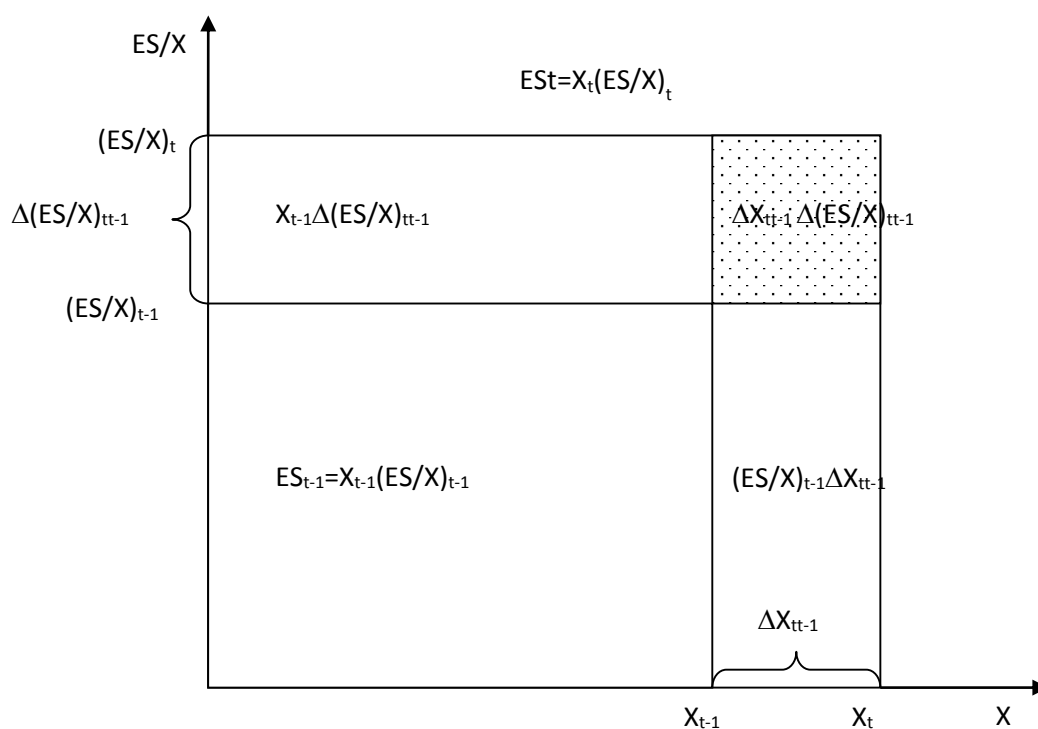 ES/X
ESt=Xₜ(ES/X)ₜ
(ES/X)ₜ
Δ(ES/X)ₜₜ₋₁
Xₜ₋₁Δ(ES/X)ₜₜ₋₁
ΔXₜₜ₋₁ Δ(ES/X)ₜₜ₋₁
(ES/X)ₜ₋₁
ESₜ₋₁=Xₜ₋₁(ES/X)ₜ₋₁
(ES/X)ₜ₋₁ΔXₜₜ₋₁
ΔXₜₜ₋₁
Xₜ₋₁
Xₜ
X